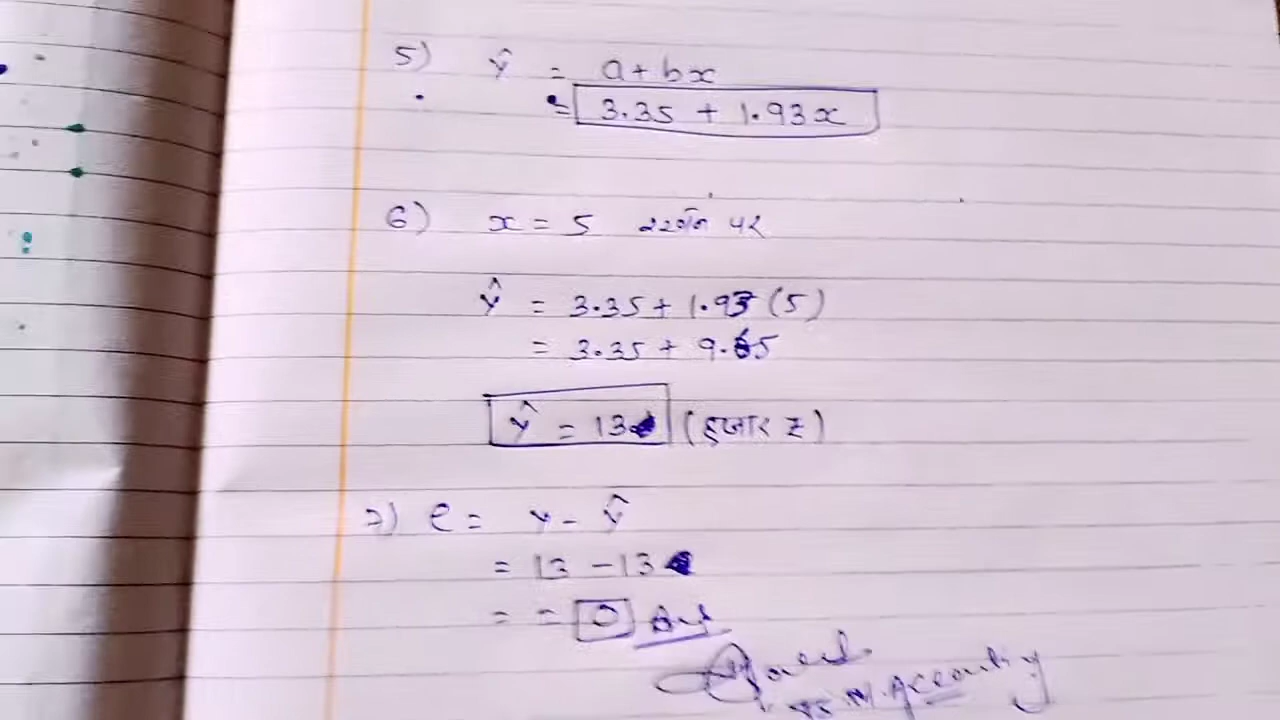 5) ŷ = a + bx
= 3.35 + 1.93x
6) x = 5 रखने पर
ŷ = 3.35 + 1.93 (5)
= 3.35 + 9.65
ŷ = 13 (हजार ₹)
7) e = y - ŷ
= 13 - 13
= = 0 Ans